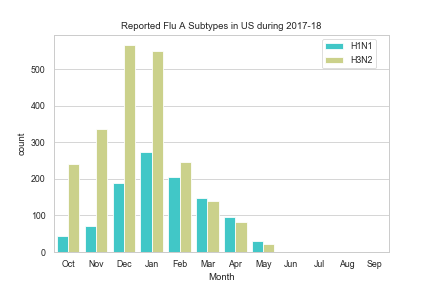 Reported Flu A Subtypes in US during 2017-18
H1N1
H3N2
500
400
300
200
100
0
count
Oct Nov Dec Jan Feb Mar Apr May Jun Jul Aug Sep
Month